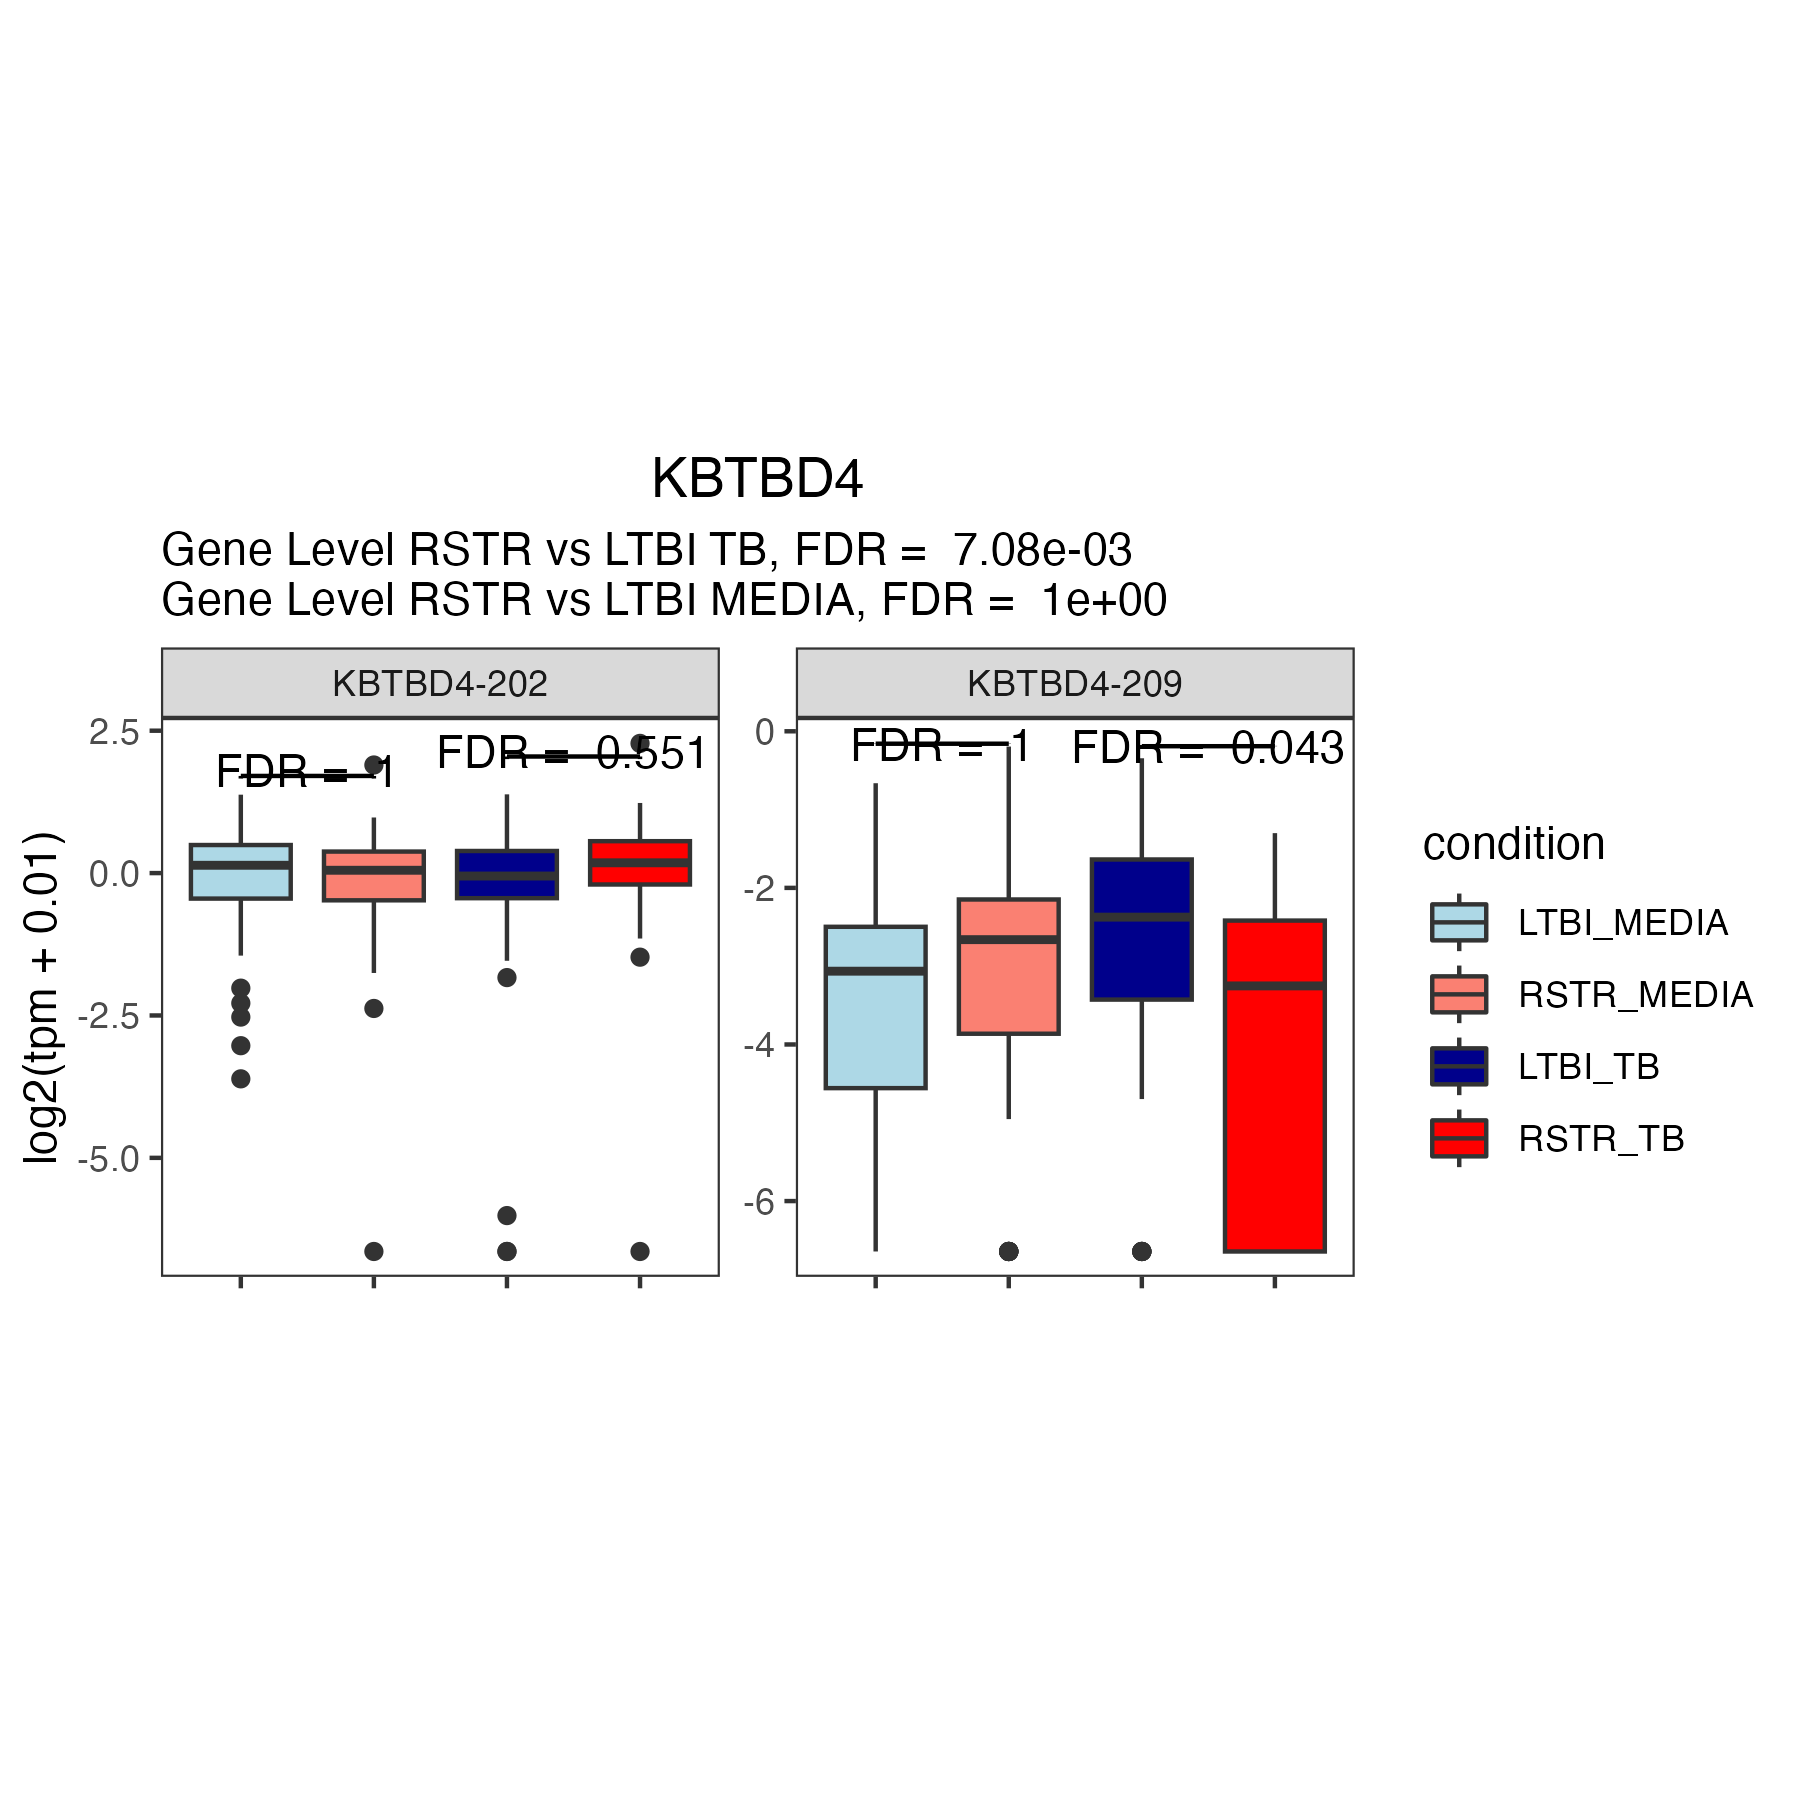 KBTBD4
Gene Level RSTR vs LTBI TB, FDR =  7.08e-03
Gene Level RSTR vs LTBI MEDIA, FDR =  1e+00
KBTBD4-202
KBTBD4-209
log2(tpm + 0.01)
2.5
0.0
-2.5
-5.0
FDR = 1
FDR = 0.551
0
-2
-4
-6
FDR = 1
FDR = 0.043
condition
LTBI_MEDIA
RSTR_MEDIA
LTBI_TB
RSTR_TB